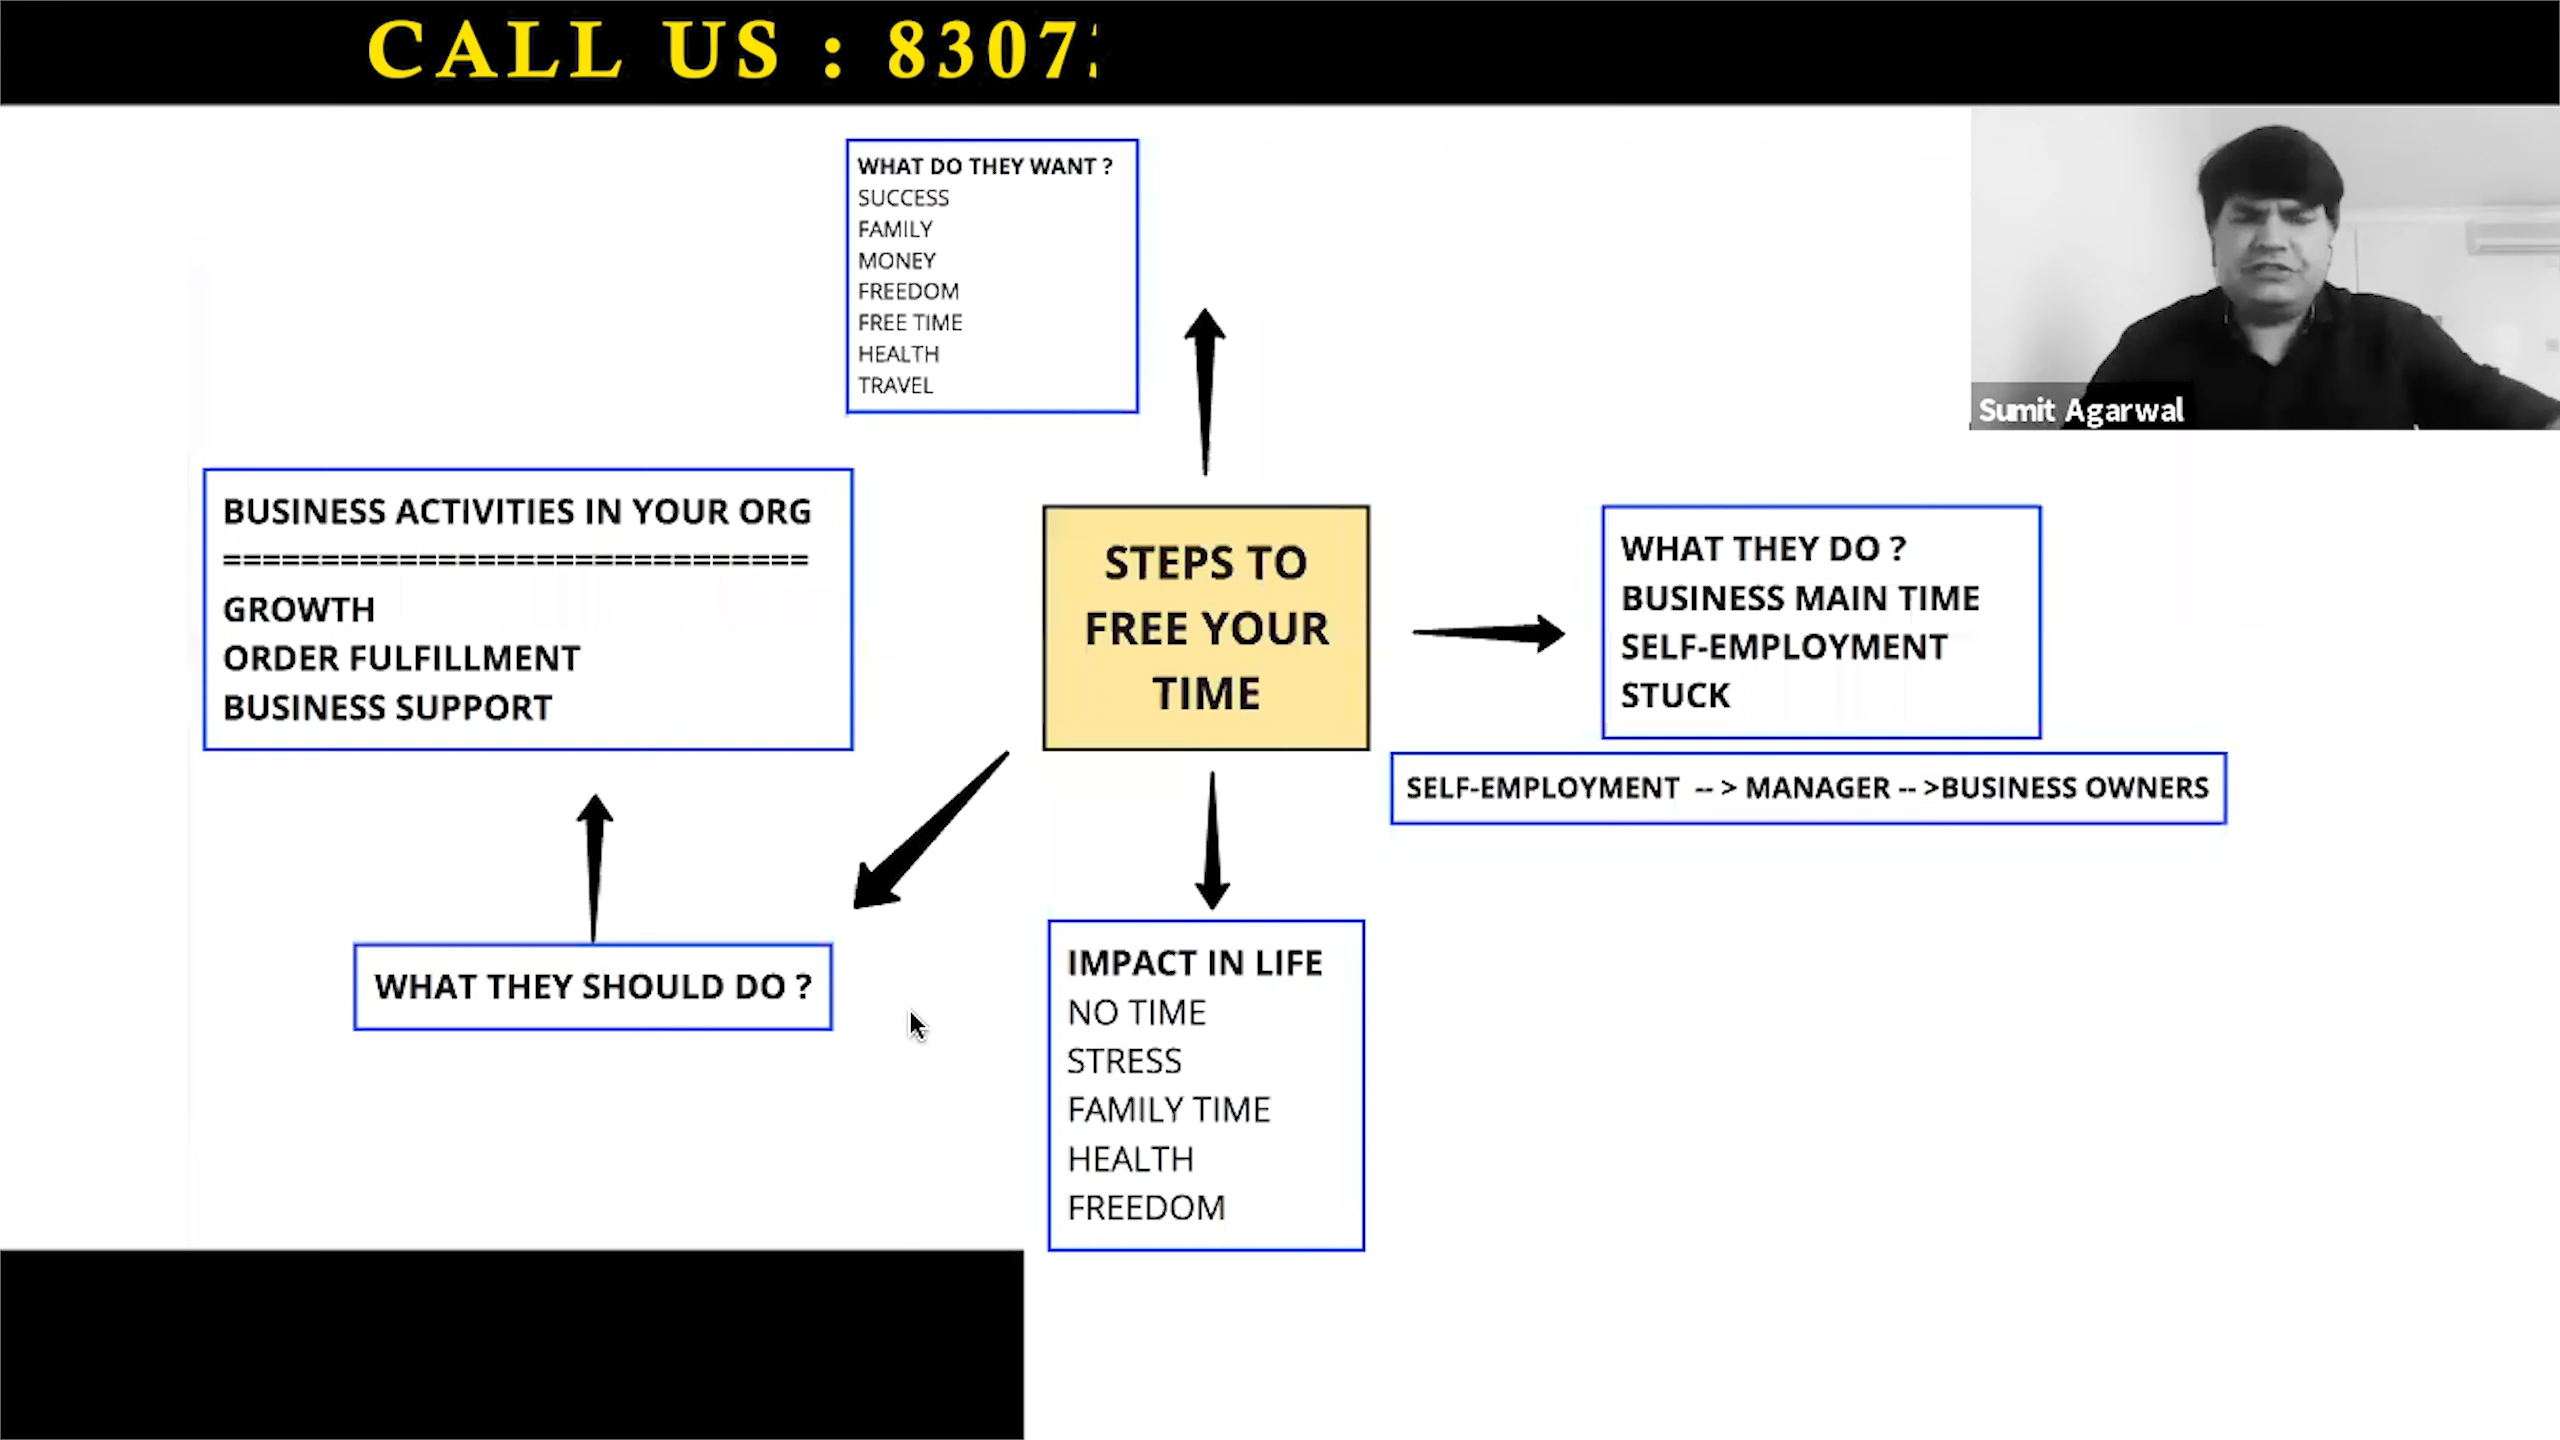 CALL US : 8307
WHAT DO THEY WANT ?
SUCCESS
FAMILY
MONEY
FREEDOM
FREE TIME
HEALTH
TRAVEL
Sumit Agarwal
BUSINESS ACTIVITIES IN YOUR ORG
==============================
GROWTH
ORDER FULFILLMENT
BUSINESS SUPPORT
STEPS TO
FREE YOUR
TIME
WHAT THEY DO ?
BUSINESS MAIN TIME
SELF-EMPLOYMENT
STUCK
SELF-EMPLOYMENT -- > MANAGER -- >BUSINESS OWNERS
WHAT THEY SHOULD DO ?
IMPACT IN LIFE
NO TIME
STRESS
FAMILY TIME
HEALTH
FREEDOM